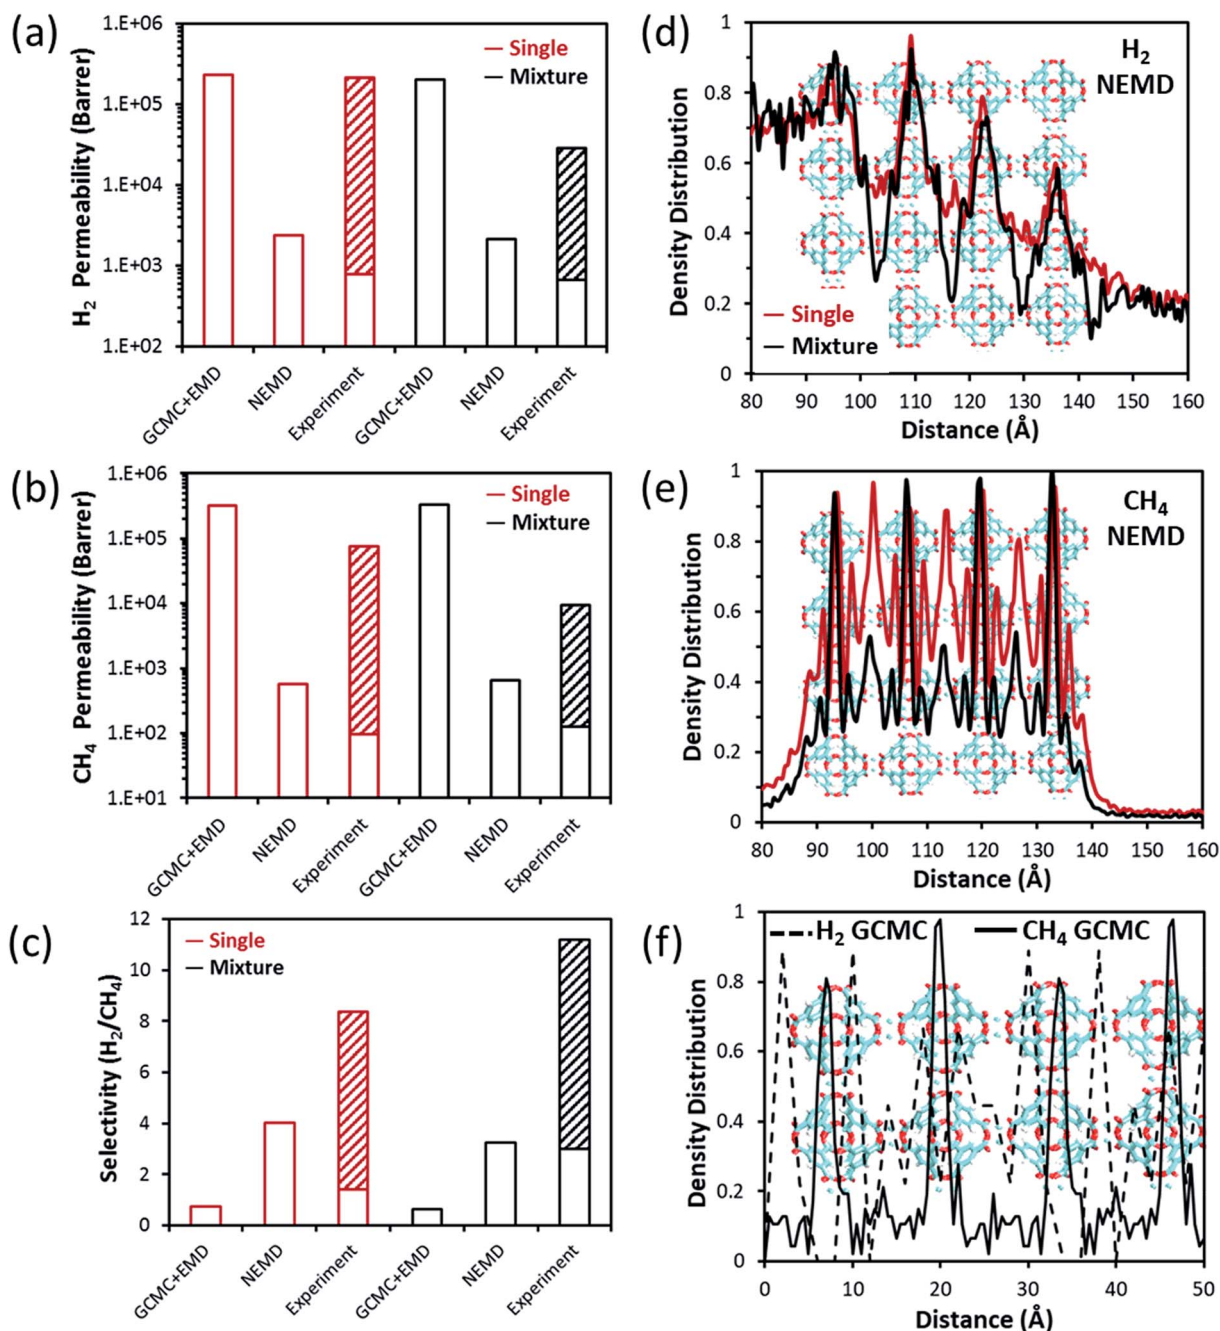 (a)
H₂ Permeability (Barrer)
1.E+06
1.E+05
1.E+04
1.E+03
1.E+02
Single
Mixture
GCMC+EMD
NEMD
Experiment
GCMC+EMD
NEMD
Experiment
(d)
Density Distribution
1
0.8
0.6
0.4
0.2
0
H₂
NEMD
Single
Mixture
80 90 100 110 120 130 140 150 160
Distance (Å)
(b)
CH₄ Permeability (Barrer)
1.E+06
1.E+05
1.E+04
1.E+03
1.E+02
1.E+01
Single
Mixture
GCMC+EMD
NEMD
Experiment
GCMC+EMD
NEMD
Experiment
(e)
Density Distribution
1
0.8
0.6
0.4
0.2
0
CH₄
NEMD
80 90 100 110 120 130 140 150 160
Distance (Å)
(c)
Selectivity (H₂/CH₄)
12
10
8
6
4
2
0
Single
Mixture
GCMC+EMD
NEMD
Experiment
GCMC+EMD
NEMD
Experiment
(f)
Density Distribution
1
0.8
0.6
0.4
0.2
0
H₂ GCMC CH₄ GCMC
0 10 20 30 40 50
Distance (Å)